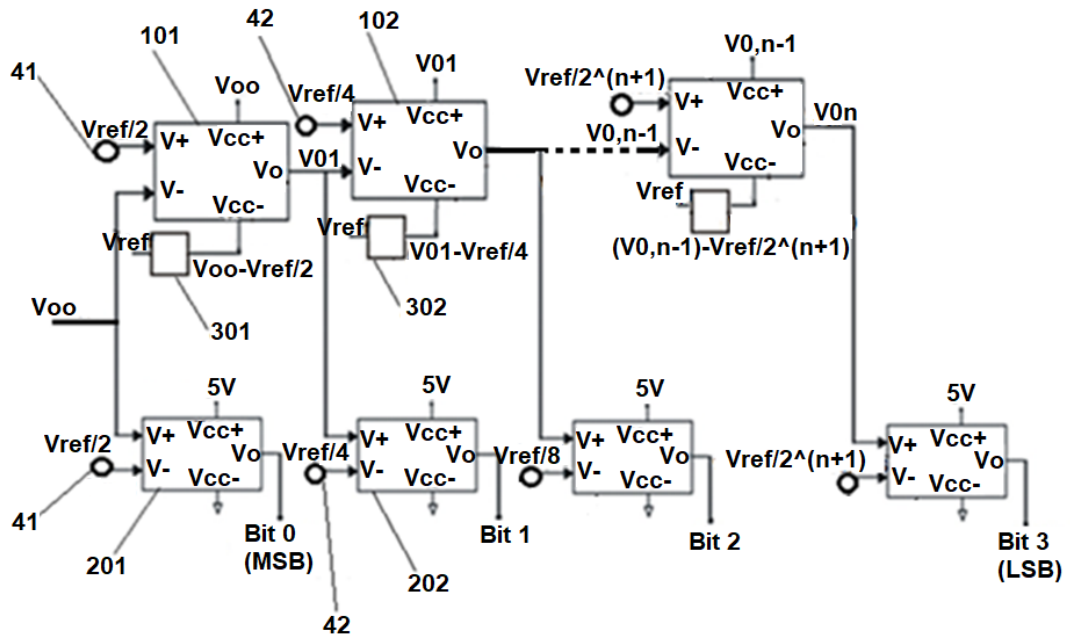 42
102
101
V01
V0,n-1
41
Voo
Vref/4
Vref/2^(n+1)
Vcc+
V+
V0n
Vref/2
V+
Vcc+
V+
Vcc+
V0,n-1
Vo
Vo
V01
V-
Vo
V-
V-
Vcc-
Vcc-
Vcc-
Vref
Vref
Vref
Voo-Vref/2
V01-Vref/4
(V0,n-1)-Vref/2^(n+1)
Voo
301
302
5V
5V
5V
Vref/2
V+
Vcc+
Vo
V-
Vcc-
Vref/4
V+
Vcc+
Vo
V-
Vcc-
Vref/8
V+
Vcc+
Vo
V-
Vcc-
Vref/2^(n+1)
V+
Vcc+
Vo
V-
Vcc-
41
Bit 0
(MSB)
Bit 1
Bit 2
Bit 3
(LSB)
201
202
42